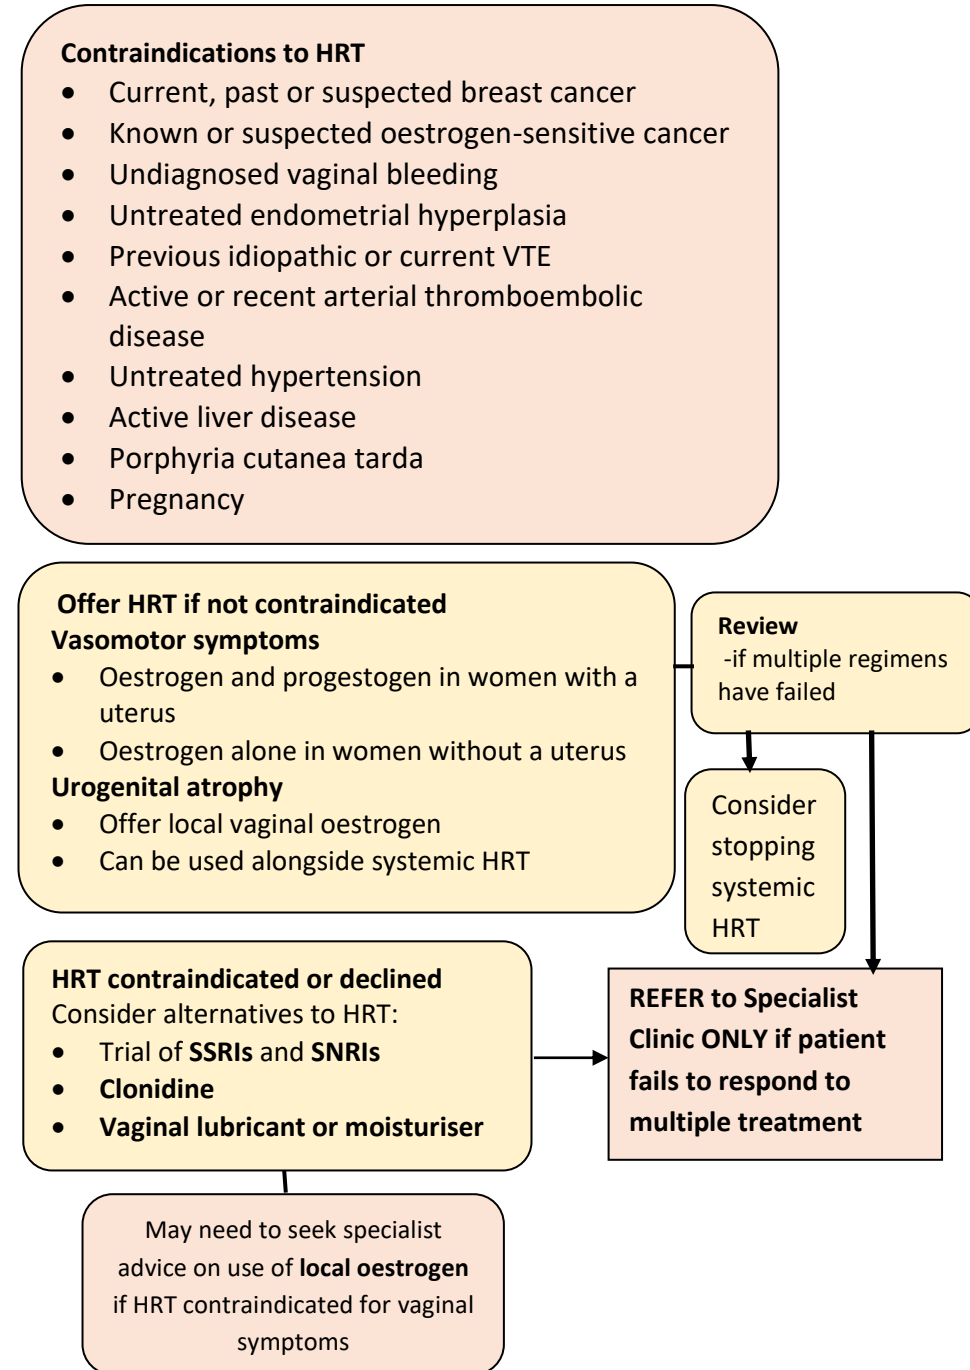 Contraindications to HRT
• Current, past or suspected breast cancer
• Known or suspected oestrogen-sensitive cancer
• Undiagnosed vaginal bleeding
• Untreated endometrial hyperplasia
• Previous idiopathic or current VTE
• Active or recent arterial thromboembolic
disease
• Untreated hypertension
• Active liver disease
• Porphyria cutanea tarda
• Pregnancy
Offer HRT if not contraindicated
Vasomotor symptoms
• Oestrogen and progestogen in women with a
uterus
• Oestrogen alone in women without a uterus
Urogenital atrophy
• Offer local vaginal oestrogen
• Can be used alongside systemic HRT
Review
-if multiple regimens
have failed
Consider
stopping
systemic
HRT
HRT contraindicated or declined
Consider alternatives to HRT:
• Trial of SSRIs and SNRIs
• Clonidine
• Vaginal lubricant or moisturiser
REFER to Specialist
Clinic ONLY if patient
fails to respond to
multiple treatment
May need to seek specialist
advice on use of local oestrogen
if HRT contraindicated for vaginal
symptoms